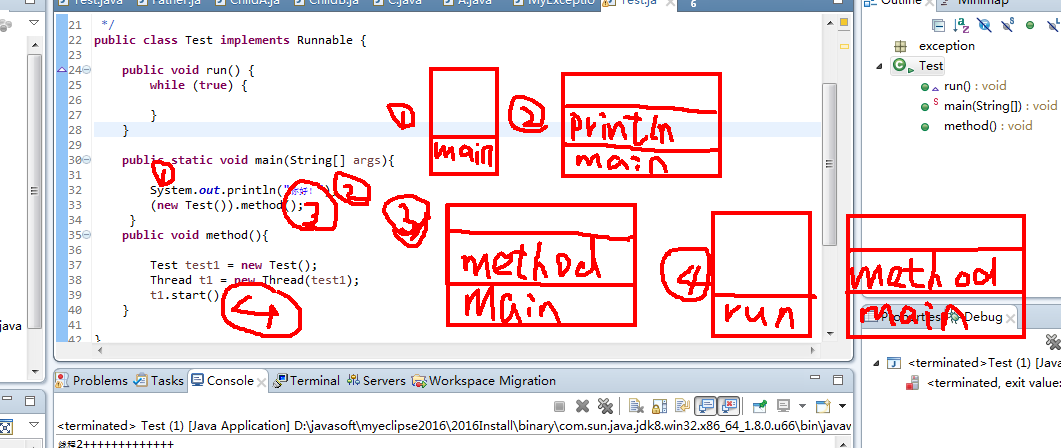 Test.java
Father.ja
ChildA.ja
ChildB.ja
C.java
A.java
MyExceptio
Test.ja
6
Outline
Minimap
21 */
22 public class Test implements Runnable {
23
24 public void run() {
25 while (true) {
26
27 }
28 }
29
30 public static void main(String[] args){
31
32 System.out.println("你好!"
33 (new Test()).method();
34 }
35 public void method(){
36
37 Test test1 = new Test();
38 Thread t1 = new Thread(test1);
39 t1.start()
40 }
41
42 }
① main
② println
main
①
②
③
③ method
main
④ run
method
main
④
exception
Test
run() : void
main(String[]) : void
method() : void
Properties Debug
<terminated>Test (1) [Java
<terminated, exit value:
java
Problems Tasks Console Terminal Servers Workspace Migration
<terminated> Test (1) [Java Application] D:\javasoft\myeclipse2016\2016Install\binary\com.sun.java.jdk8.win32.x86_64_1.8.0.u66\bin\javaw
线程2+++++++++++++